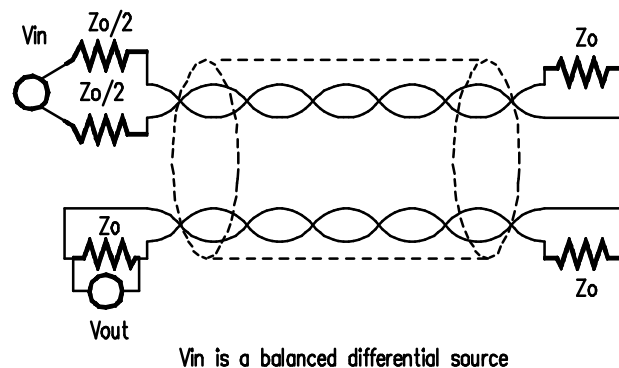 Vin
Zo/2
Zo
Zo/2
Zo
Zo
Vout
Vin is a balanced differential source